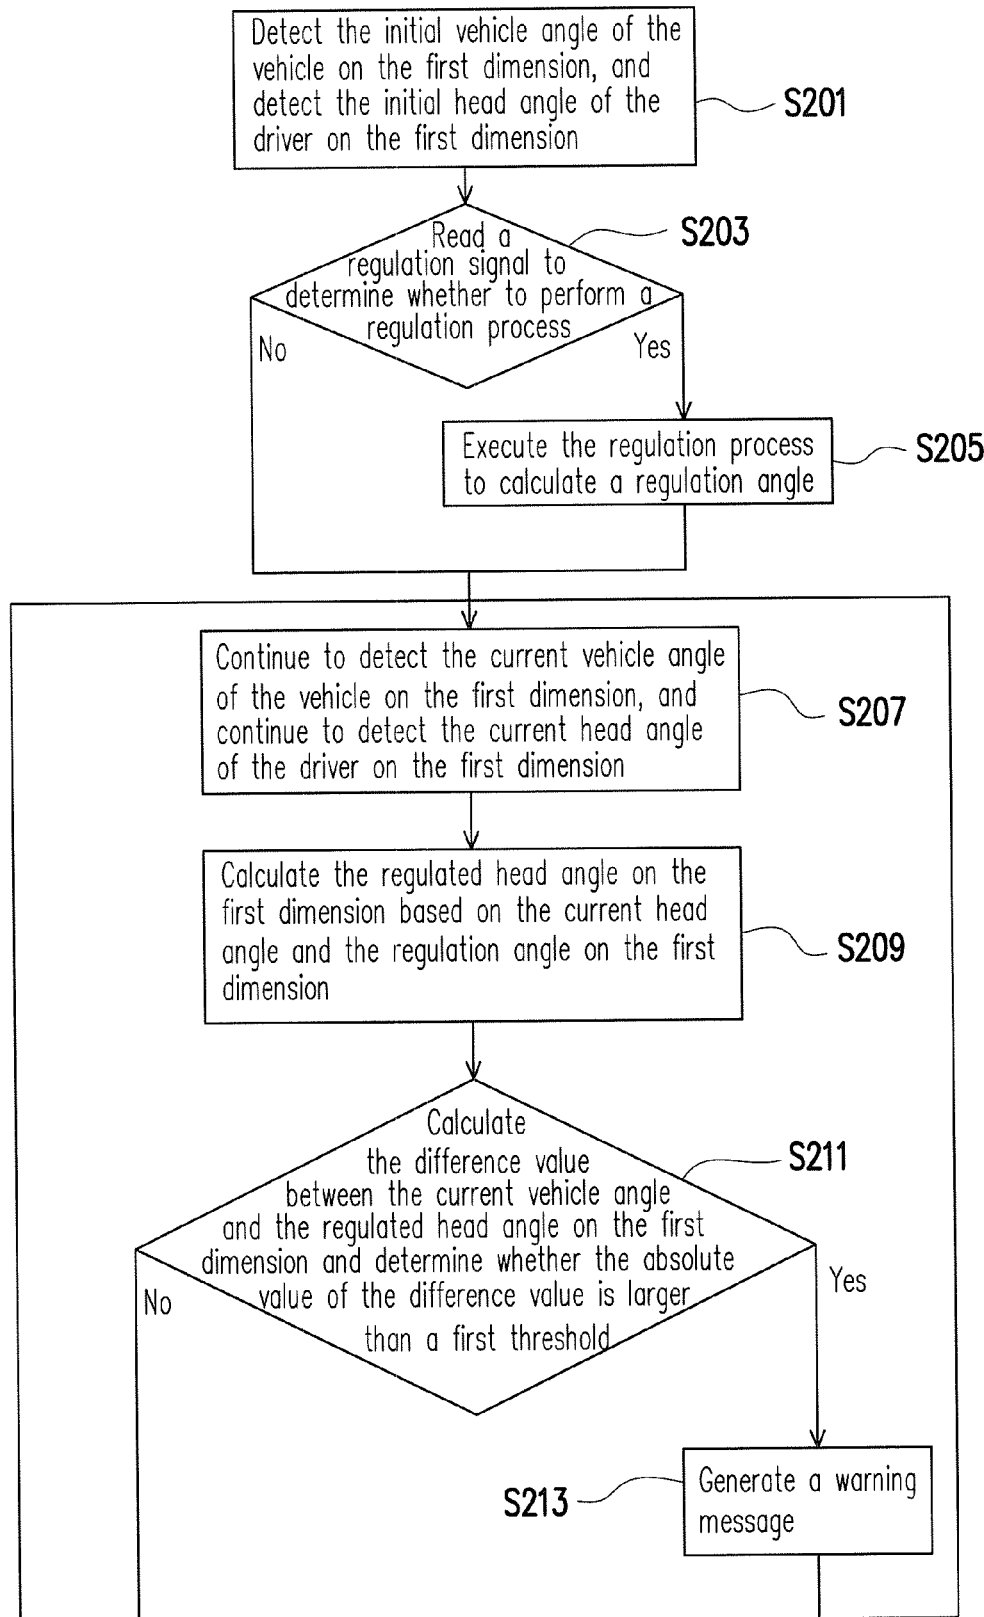 Detect the initial vehicle angle of the
vehicle on the first dimension, and
detect the initial head angle of the
driver on the first dimension
S201
Read a
regulation signal to
determine whether to perform a
regulation process
S203
No
Yes
Execute the regulation process
to calculate a regulation angle
S205
Continue to detect the current vehicle angle
of the vehicle on the first dimension, and
continue to detect the current head angle
of the driver on the first dimension
S207
Calculate the regulated head angle on the
first dimension based on the current head
angle and the regulation angle on the first
dimension
S209
Calculate
the difference value
between the current vehicle angle
and the regulated head angle on the first
dimension and determine whether the absolute
value of the difference value is larger
than a first threshold
S211
No
Yes
Generate a warning
message
S213